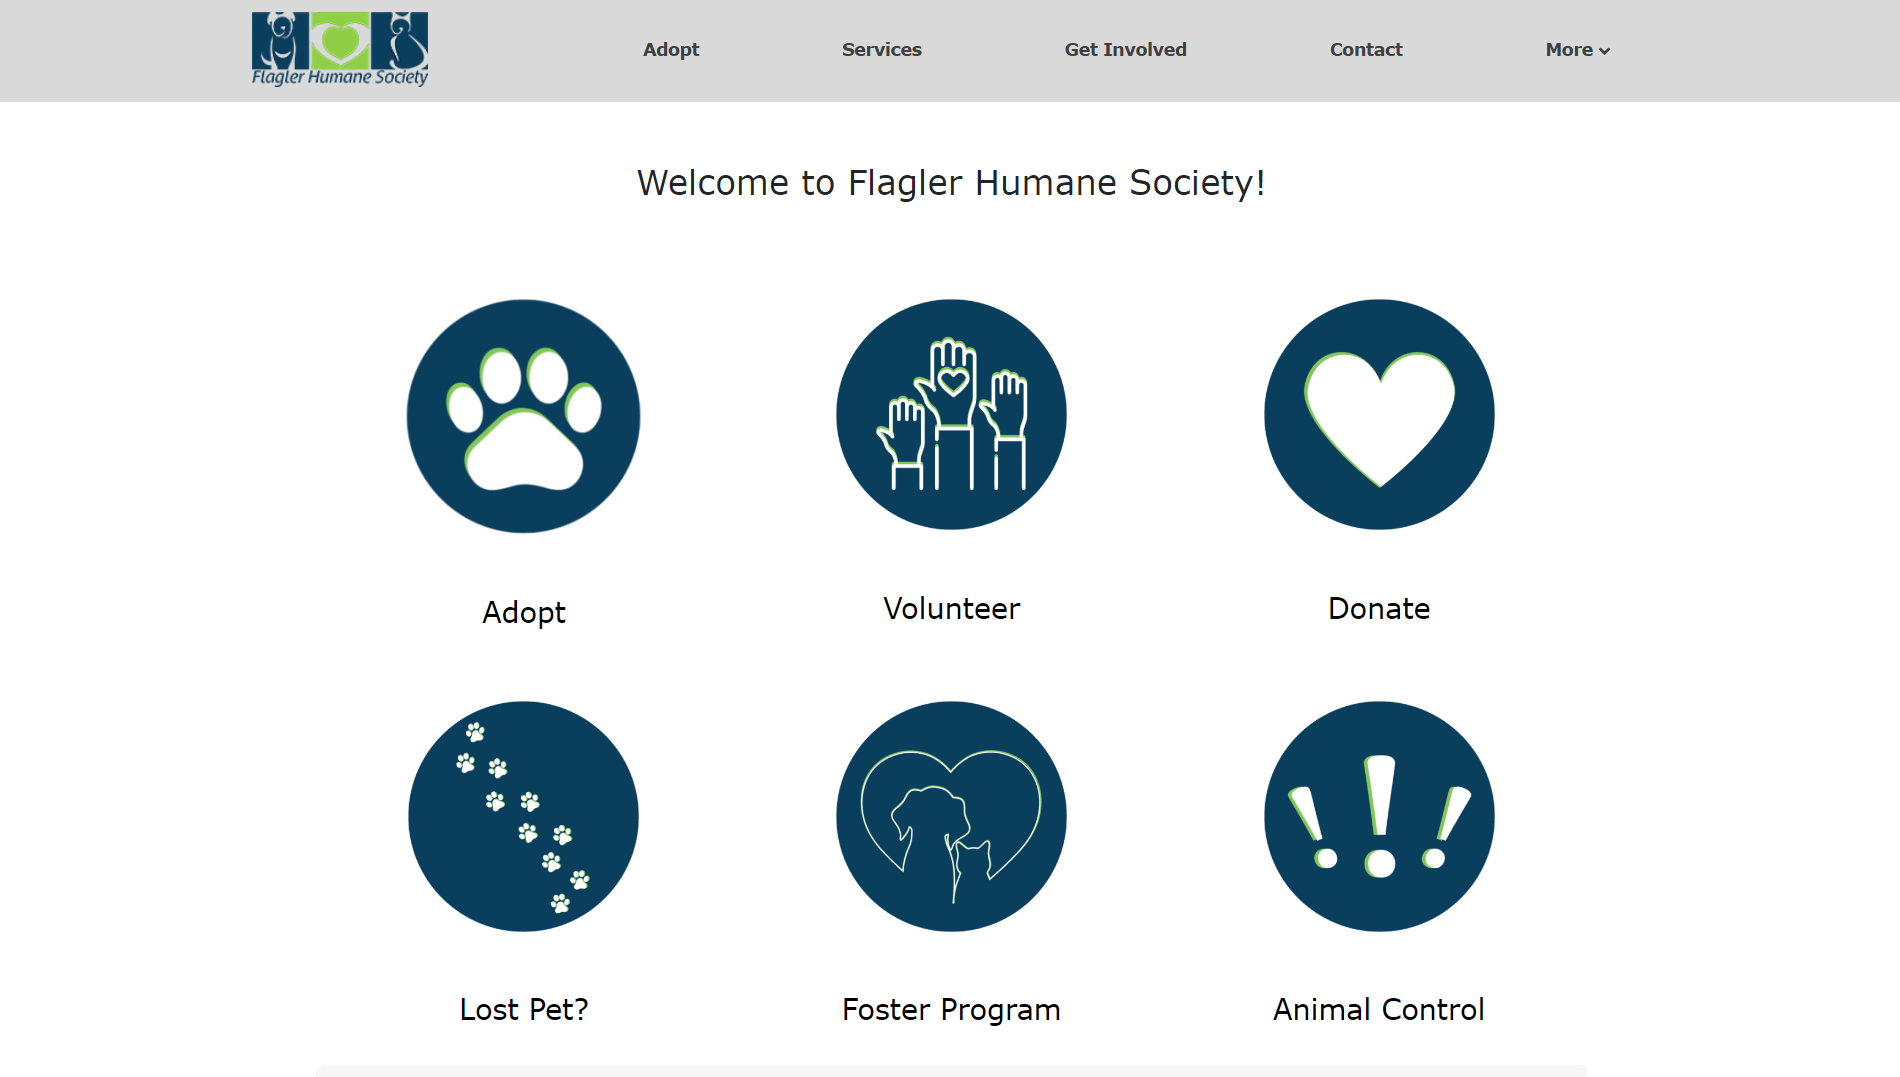 Flagler Humane Society
Adopt
Services
Get Involved
Contact
More
Welcome to Flagler Humane Society!
Adopt
Volunteer
Donate
Lost Pet?
Foster Program
Animal Control